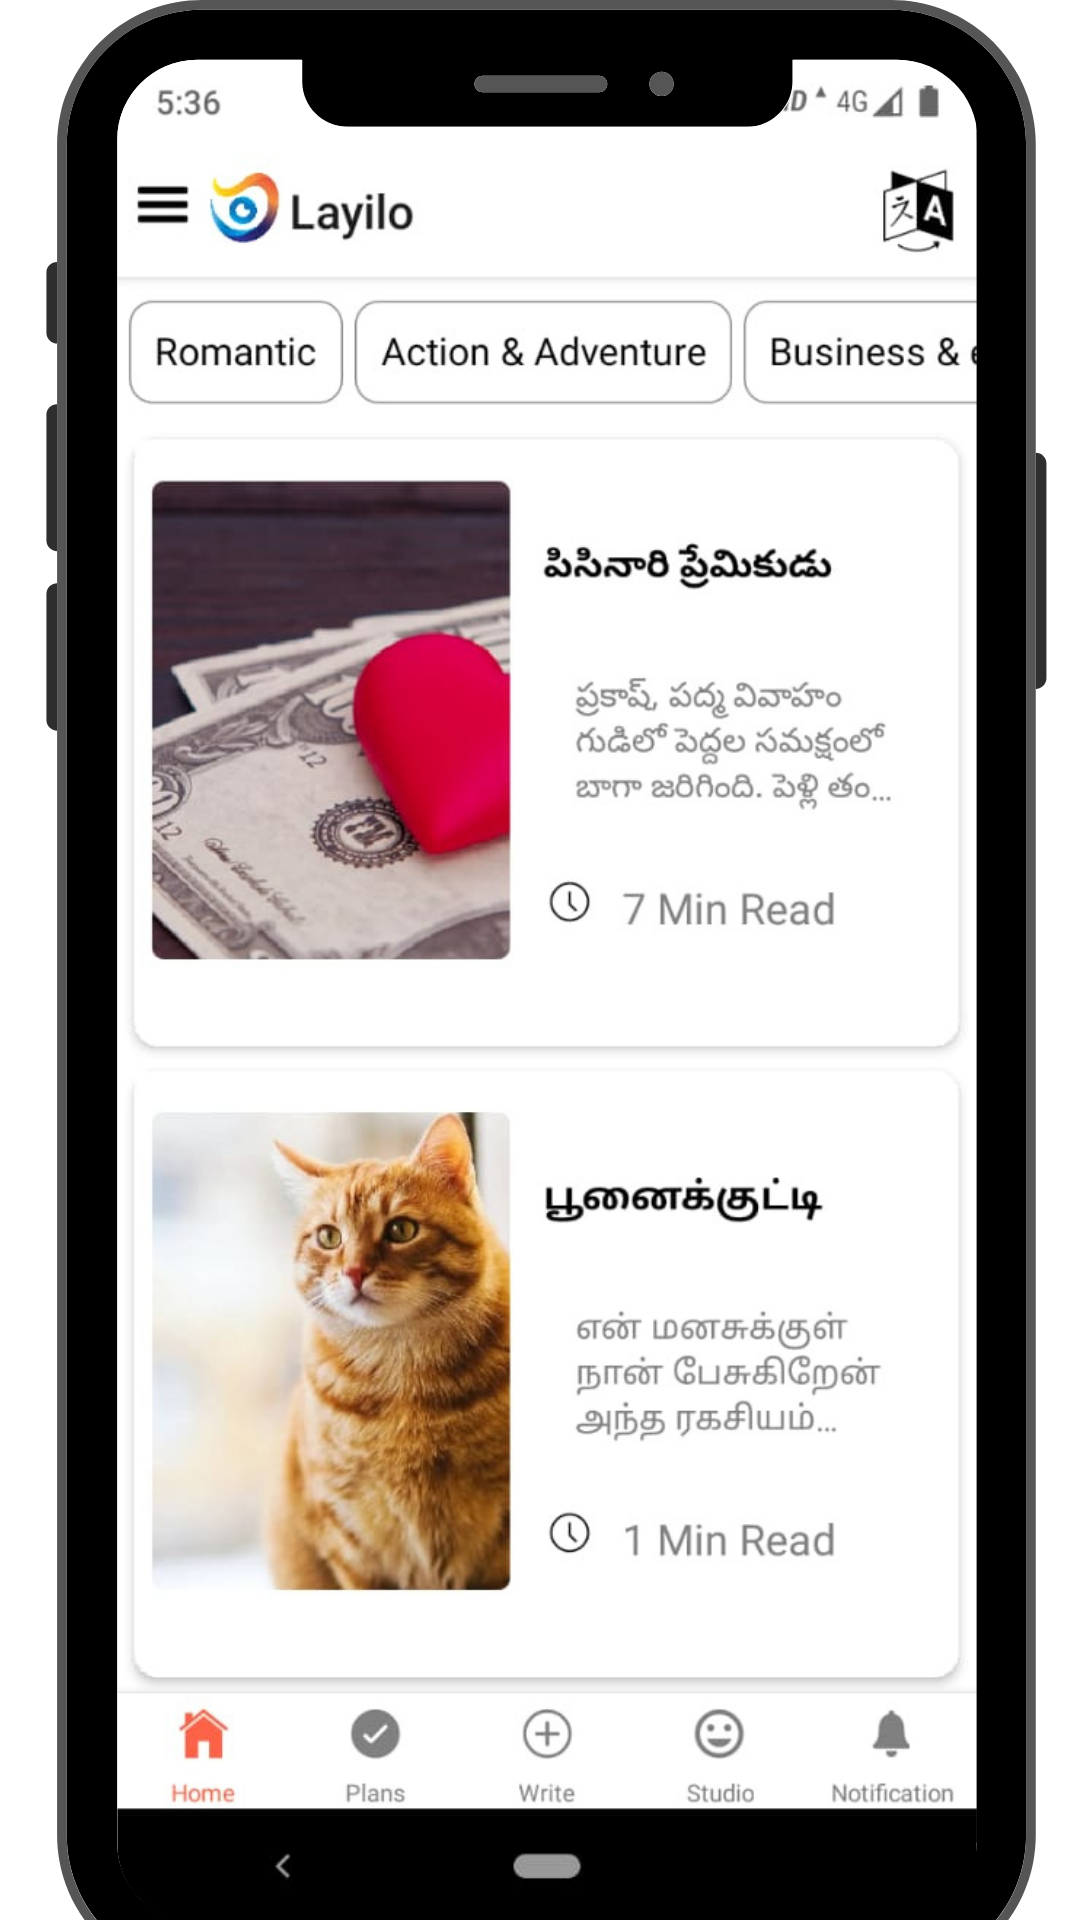 5:36
4G
Layilo
Romantic
Action & Adventure
Business &
పిసినారి ప్రేమికుడు
ప్రకాష్, పద్మ వివాహం
గుడిలో పెద్దల సమక్షంలో
బాగా జరిగింది. పెళ్లి తం...
7 Min Read
பூனைக்குட்டி
என் மனசுக்குள்
நான் பேசுகிறேன்
அந்த ரகசியம்...
1 Min Read
Home
Plans
Write
Studio
Notification